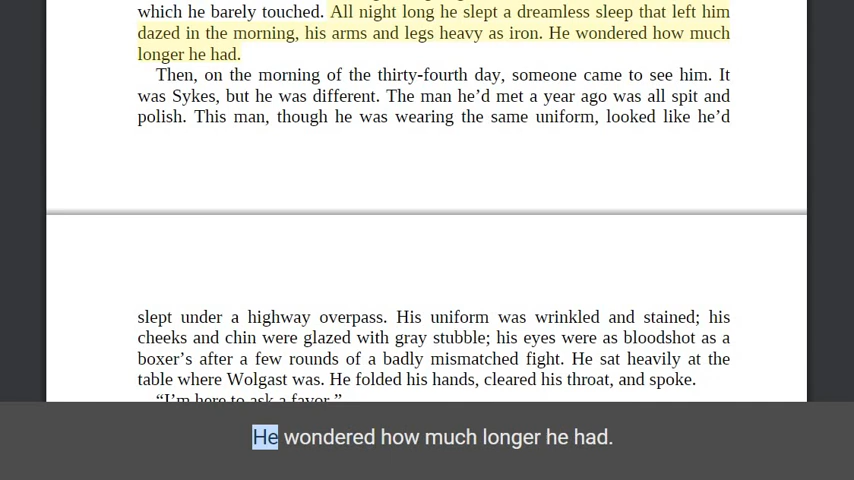 which he barely touched. All night long he slept a dreamless sleep that left him
dazed in the morning, his arms and legs heavy as iron. He wondered how much
longer he had.
Then, on the morning of the thirty-fourth day, someone came to see him. It
was Sykes, but he was different. The man he’d met a year ago was all spit and
polish. This man, though he was wearing the same uniform, looked like he’d
slept under a highway overpass. His uniform was wrinkled and stained; his
cheeks and chin were glazed with gray stubble; his eyes were as bloodshot as a
boxer’s after a few rounds of a badly mismatched fight. He sat heavily at the
table where Wolgast was. He folded his hands, cleared his throat, and spoke.
“I’m here to ask a favor.”
He wondered how much longer he had.